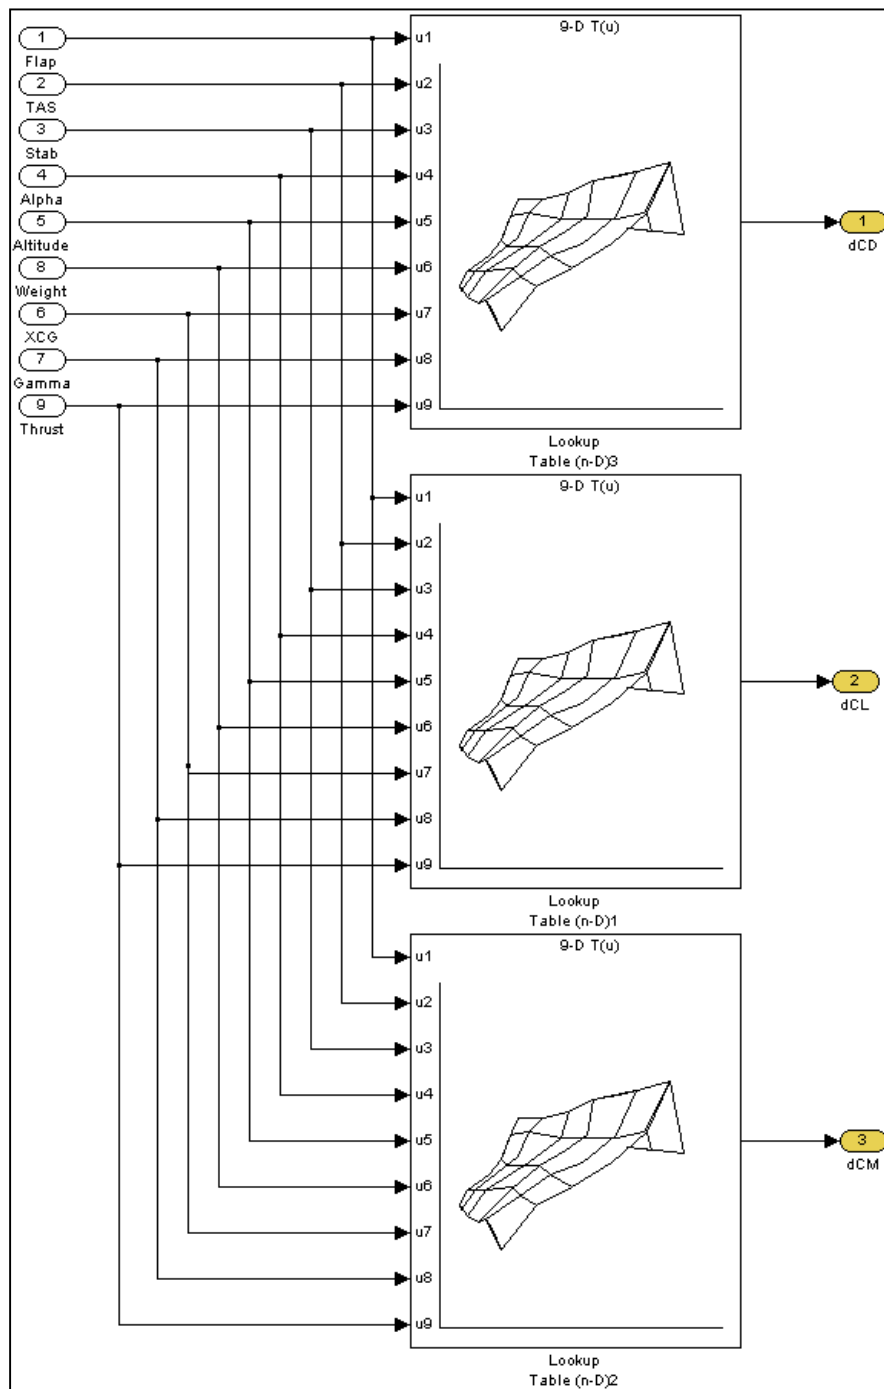 1
Flap
2
TAS
3
Stab
4
Alpha
5
Altitude
8
Weight
6
XCG
7
Gamma
9
Thrust
9-D T(u)
u1
u2
u3
u4
u5
u6
u7
u8
u9
Lookup
Table (n-D)3
1
dCD
9-D T(u)
u1
u2
u3
u4
u5
u6
u7
u8
u9
Lookup
Table (n-D)1
2
dCL
9-D T(u)
u1
u2
u3
u4
u5
u6
u7
u8
u9
Lookup
Table (n-D)2
3
dCM